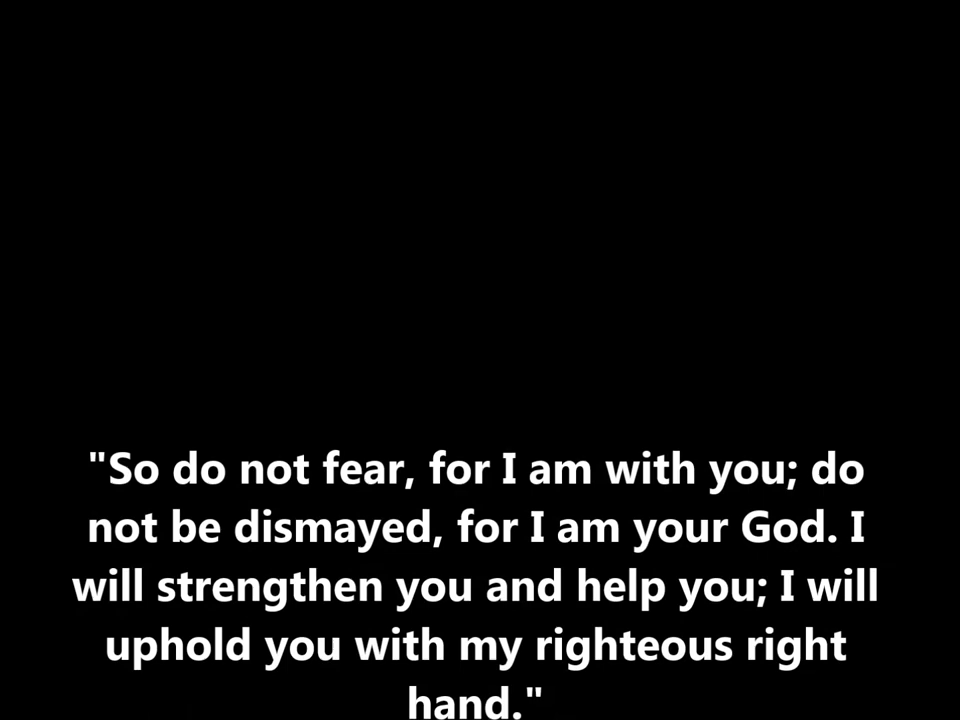 "So do not fear, for I am with you; do
not be dismayed, for I am your God. I
will strengthen you and help you; I will
uphold you with my righteous right
hand."